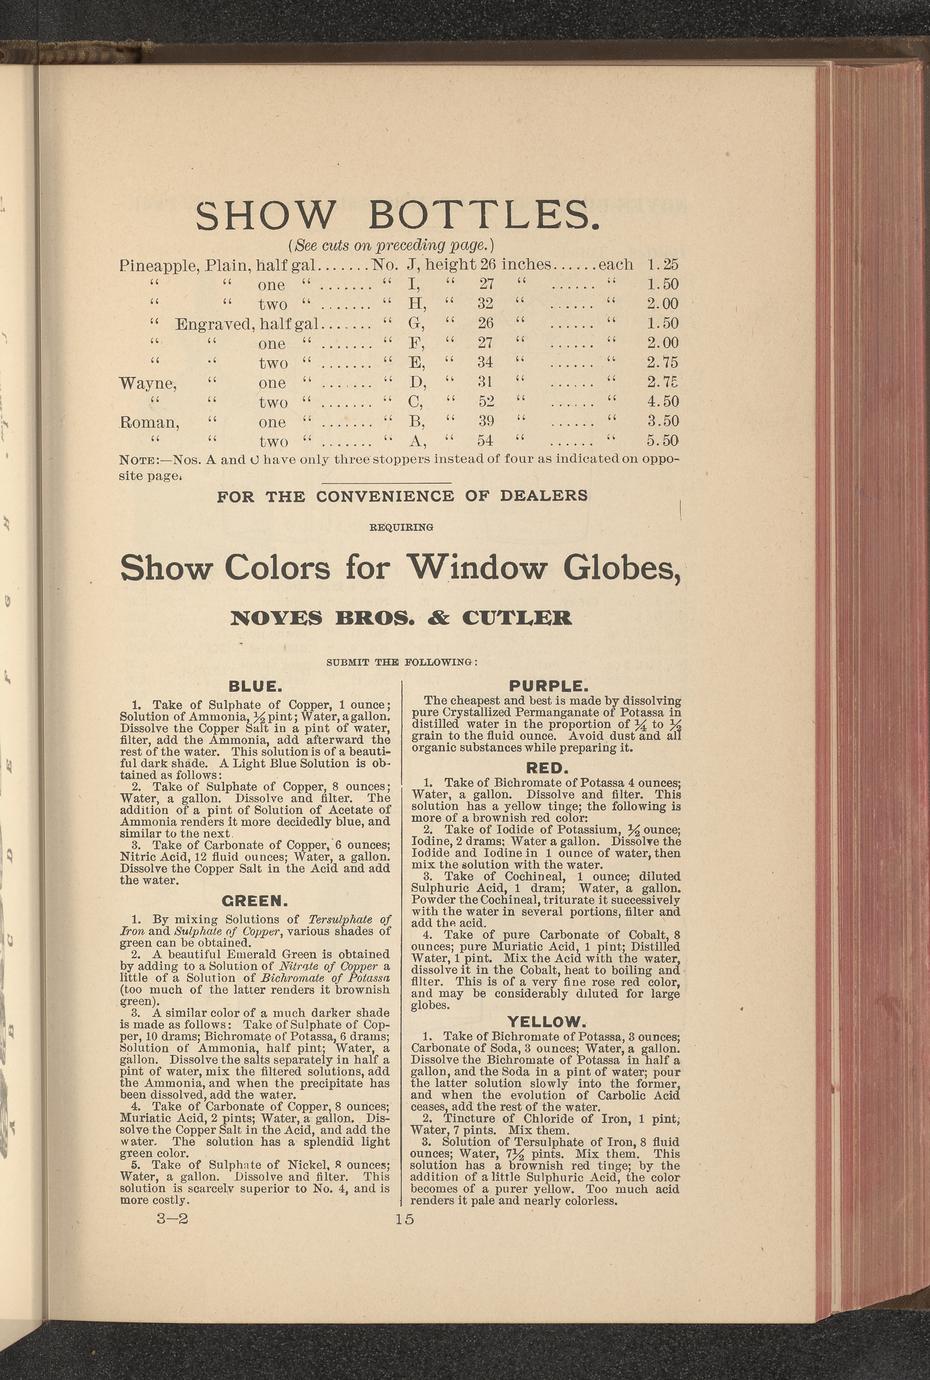 SHOW BOTTLES.
(See cuts on preceding page.)
Pineapple, Plain, half gal.......No. J, height 26 inches......each 1.25
“ “ one “ ....... “ I, “ 27 “ ...... “ 1.50
“ “ two “ ....... “ H, “ 32 “ ...... “ 2.00
“ Engraved, half gal....... “ G, “ 26 “ ...... “ 1.50
“ “ one “ ....... “ F, “ 27 “ ...... “ 2.00
“ “ two “ ....... “ E, “ 34 “ ...... “ 2.75
Wayne, “ one “ ....... “ D, “ 31 “ ...... “ 2.75
“ “ two “ ....... “ C, “ 52 “ ...... “ 4.50
Roman, “ one “ ....... “ B, “ 39 “ ...... “ 3.50
“ “ two “ ....... “ A, “ 54 “ ...... “ 5.50
NOTE:—Nos. A and C have only three stoppers instead of four as indicated on oppo-
site page.
FOR THE CONVENIENCE OF DEALERS
REQUIRING
Show Colors for Window Globes,
NOYES BROS. & CUTLER
SUBMIT THE FOLLOWING:
BLUE.
1. Take of Sulphate of Copper, 1 ounce;
Solution of Ammonia, ½ pint; Water, a gallon.
Dissolve the Copper Salt in a pint of water,
filter, add the Ammonia, add afterward the
rest of the water. This solution is of a beauti-
ful dark shade. A Light Blue Solution is ob-
tained as follows:
2. Take of Sulphate of Copper, 8 ounces;
Water, a gallon. Dissolve and filter. The
addition of a pint of Solution of Acetate of
Ammonia renders it more decidedly blue, and
similar to the next.
3. Take of Carbonate of Copper, 6 ounces;
Nitric Acid, 12 fluid ounces; Water, a gallon.
Dissolve the Copper Salt in the Acid and add
the water.
GREEN.
1. By mixing Solutions of Tersulphate of
Iron and Sulphate of Copper, various shades of
green can be obtained.
2. A beautiful Emerald Green is obtained
by adding to a Solution of Nitrate of Copper a
little of a Solution of Bichromate of Potassa
(too much of the latter renders it brownish
green).
3. A similar color of a much darker shade
is made as follows: Take of Sulphate of Cop-
per, 10 drams; Bichromate of Potassa, 6 drams;
Solution of Ammonia, half pint; Water, a
gallon. Dissolve the salts separately in half a
pint of water, mix the filtered solutions, add
the Ammonia, and when the precipitate has
been dissolved, add the water.
4. Take of Carbonate of Copper, 8 ounces;
Muriatic Acid, 2 pints; Water, a gallon. Dis-
solve the Copper Salt in the Acid, and add the
water. The solution has a splendid light
green color.
5. Take of Sulphate of Nickel, 8 ounces;
Water, a gallon. Dissolve and filter. This
solution is scarcely superior to No. 4, and is
more costly.
PURPLE.
The cheapest and best is made by dissolving
pure Crystallized Permanganate of Potassa in
distilled water in the proportion of ¼ to ½
grain to the fluid ounce. Avoid dust and all
organic substances while preparing it.
RED.
1. Take of Bichromate of Potassa 4 ounces;
Water, a gallon. Dissolve and filter. This
solution has a yellow tinge; the following is
more of a brownish red color:
2. Take of Iodide of Potassium, ½ ounce;
Iodine, 2 drams; Water a gallon. Dissolve the
Iodide and Iodine in 1 ounce of water, then
mix the solution with the water.
3. Take of Cochineal, 1 ounce; diluted
Sulphuric Acid, 1 dram; Water, a gallon.
Powder the Cochineal, triturate it successively
with the water in several portions, filter and
add the acid.
4. Take of pure Carbonate of Cobalt, 8
ounces; pure Muriatic Acid, 1 pint; Distilled
Water, 1 pint. Mix the Acid with the water,
dissolve it in the Cobalt, heat to boiling and
filter. This is of a very fine rose red color,
and may be considerably diluted for large
globes.
YELLOW.
1. Take of Bichromate of Potassa, 3 ounces;
Carbonate of Soda, 3 ounces; Water, a gallon.
Dissolve the Bichromate of Potassa in half a
gallon, and the Soda in a pint of water; pour
the latter solution slowly into the former,
and when the evolution of Carbolic Acid
ceases, add the rest of the water.
2. Tincture of Chloride of Iron, 1 pint;
Water, 7 pints. Mix them.
3. Solution of Tersulphate of Iron, 8 fluid
ounces; Water, 7½ pints. Mix them. This
solution has a brownish red tinge; by the
addition of a little Sulphuric Acid, the color
becomes of a purer yellow. Too much acid
renders it pale and nearly colorless.
3—2
15